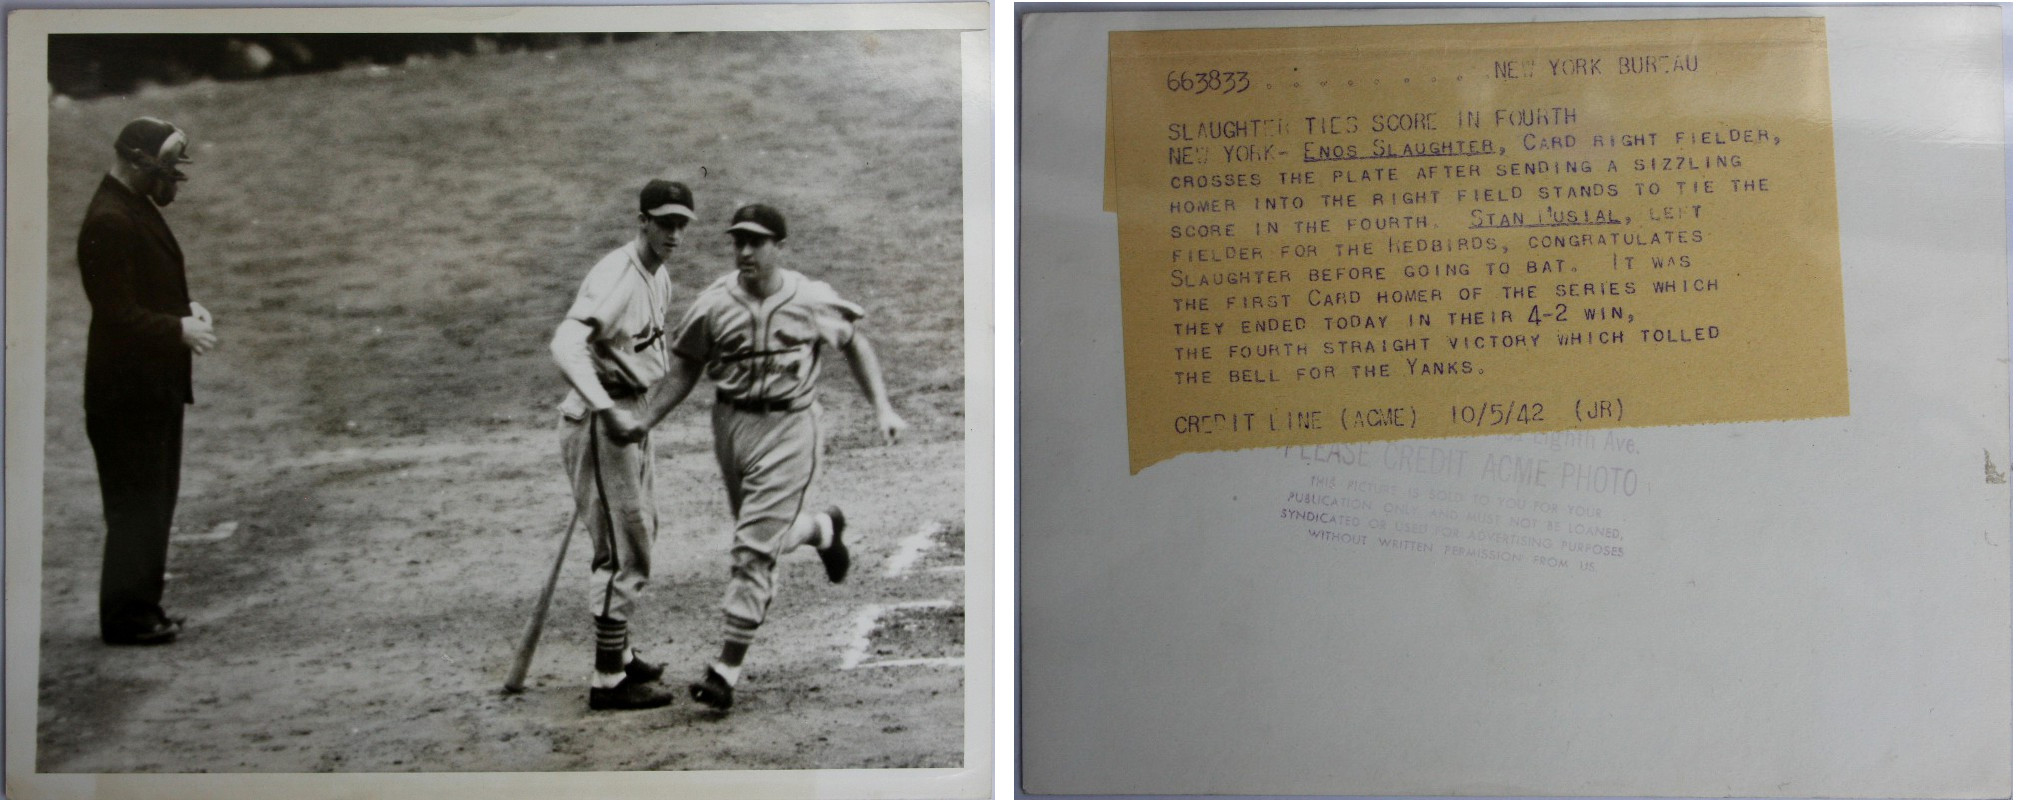 663833 . . . . . . . . . NEW YORK BUREAU
SLAUGHTER TIES SCORE IN FOURTH
NEW YORK- ENOS SLAUGHTER, CARD RIGHT FIELDER,
CROSSES THE PLATE AFTER SENDING A SIZZLING
HOMER INTO THE RIGHT FIELD STANDS TO TIE THE
SCORE IN THE FOURTH. STAN MUSIAL, LEFT
FIELDER FOR THE REDBIRDS, CONGRATULATES
SLAUGHTER BEFORE GOING TO BAT. IT WAS
THE FIRST CARD HOMER OF THE SERIES WHICH
THEY ENDED TODAY IN THEIR 4-2 WIN,
THE FOURTH STRAIGHT VICTORY WHICH TOLLED
THE BELL FOR THE YANKS.
CREDIT LINE (ACME) 10/5/42 (JR)
Eighth Ave.
PLEASE CREDIT ACME PHOTO
THIS PICTURE IS SOLD TO YOU FOR YOUR
PUBLICATION ONLY AND MUST NOT BE LOANED,
SYNDICATED OR USED FOR ADVERTISING PURPOSES
WITHOUT WRITTEN PERMISSION FROM US